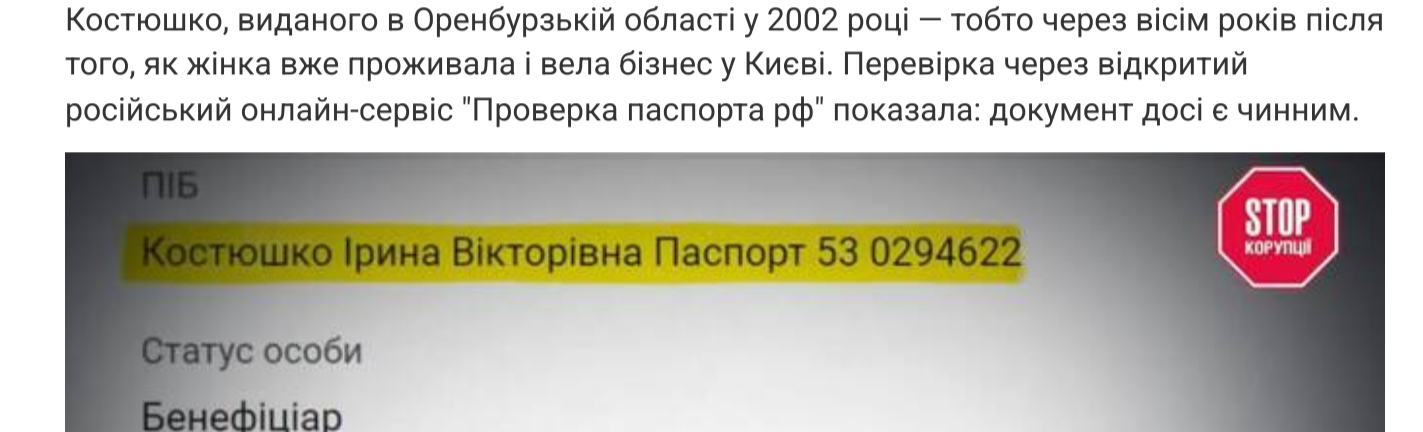 Костюшко, виданого в Оренбурзькій області у 2002 році — тобто через вісім років після
того, як жінка вже проживала і вела бізнес у Києві. Перевірка через відкритий
російський онлайн-сервіс "Проверка паспорта рф" показала: документ досі є чинним.
ПІБ
STOP
КОРУПЦІЇ
Костюшко Ірина Вікторівна Паспорт 53 0294622
Статус особи
Бенефіціар